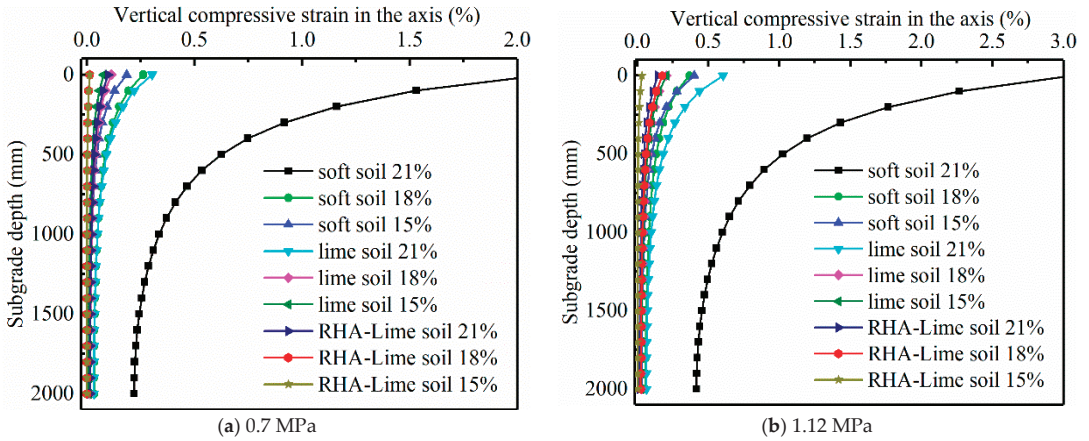 Vertical compressive strain in the axis (%)
0.0 0.5 1.0 1.5 2.0
Subgrade depth (mm)
0
500
1000
1500
2000
soft soil 21%
soft soil 18%
soft soil 15%
lime soil 21%
lime soil 18%
lime soil 15%
RHA-Lime soil 21%
RHA-Lime soil 18%
RHA-Lime soil 15%
(a) 0.7 MPa
Vertical compressive strain in the axis (%)
0.0 0.5 1.0 1.5 2.0 2.5 3.0
Subgrade depth (mm)
0
500
1000
1500
2000
soft soil 21%
soft soil 18%
soft soil 15%
lime soil 21%
lime soil 18%
lime soil 15%
RHA-Lime soil 21%
RHA-Lime soil 18%
RHA-Lime soil 15%
(b) 1.12 MPa